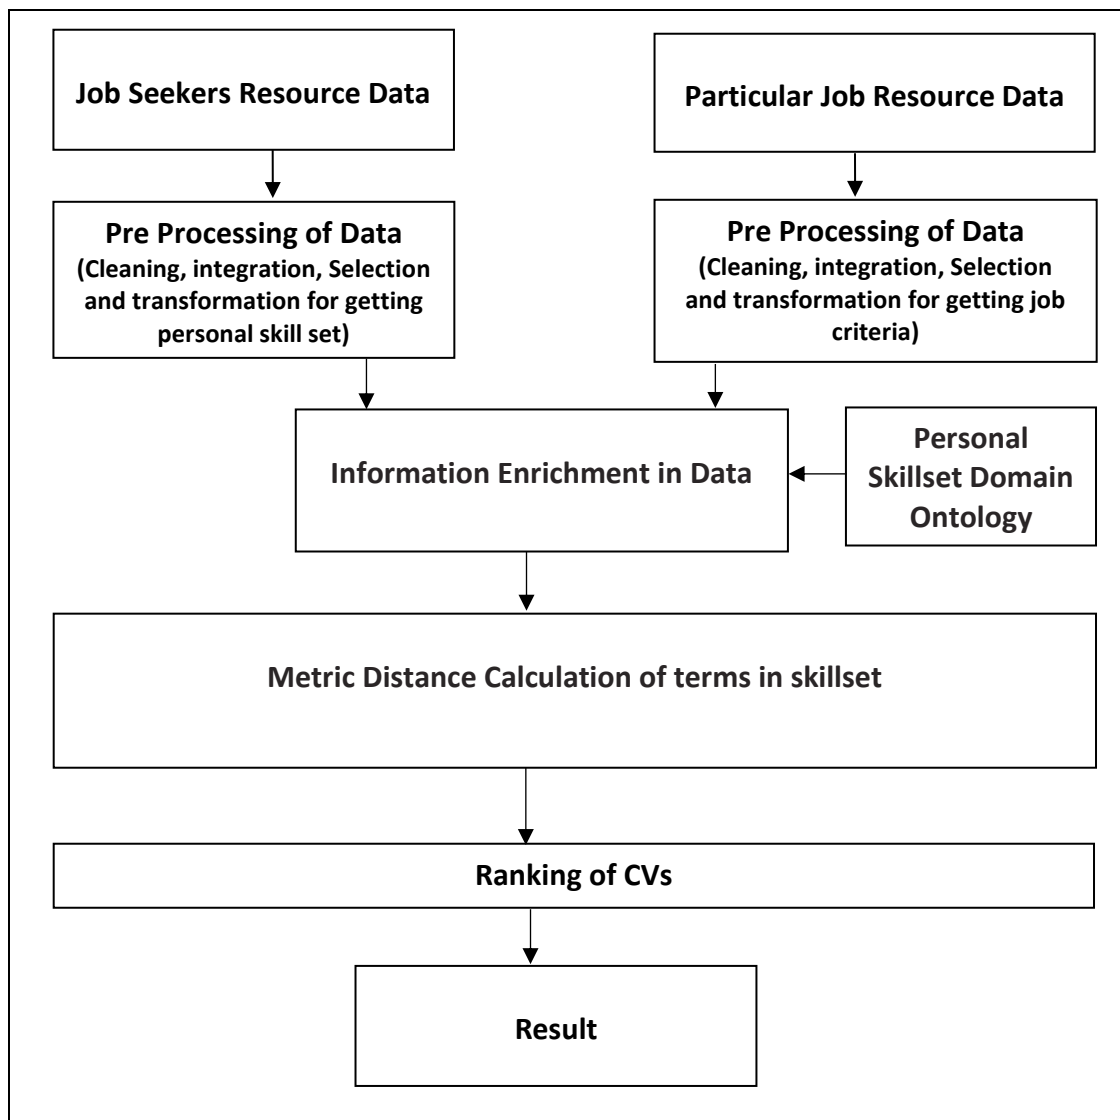 Job Seekers Resource Data
Particular Job Resource Data
Pre Processing of Data
(Cleaning, integration, Selection
and transformation for getting
personal skill set)
Pre Processing of Data
(Cleaning, integration, Selection
and transformation for getting job
criteria)
Information Enrichment in Data
Personal
Skillset Domain
Ontology
Metric Distance Calculation of terms in skillset
Ranking of CVs
Result